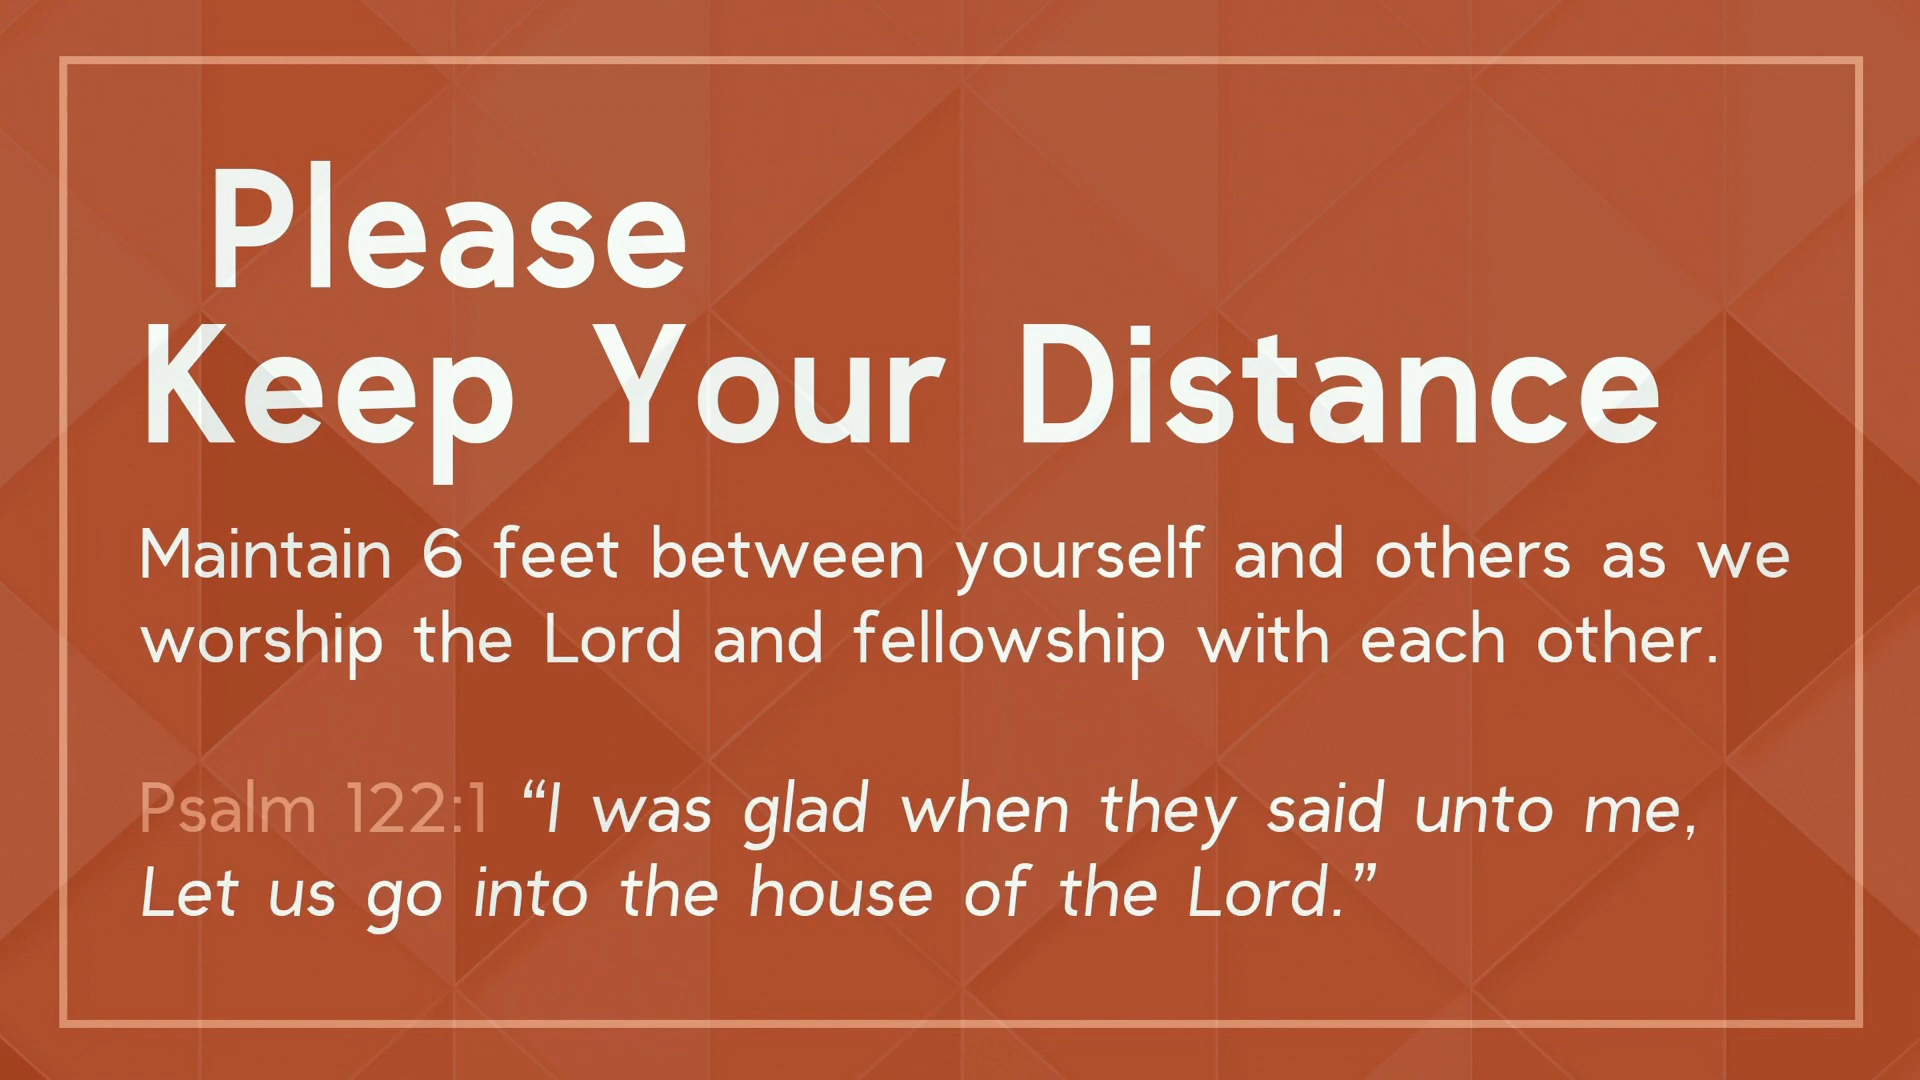 Please
Keep Your Distance
Maintain 6 feet between yourself and others as we
worship the Lord and fellowship with each other.
Psalm 122:1 “I was glad when they said unto me,
Let us go into the house of the Lord.”